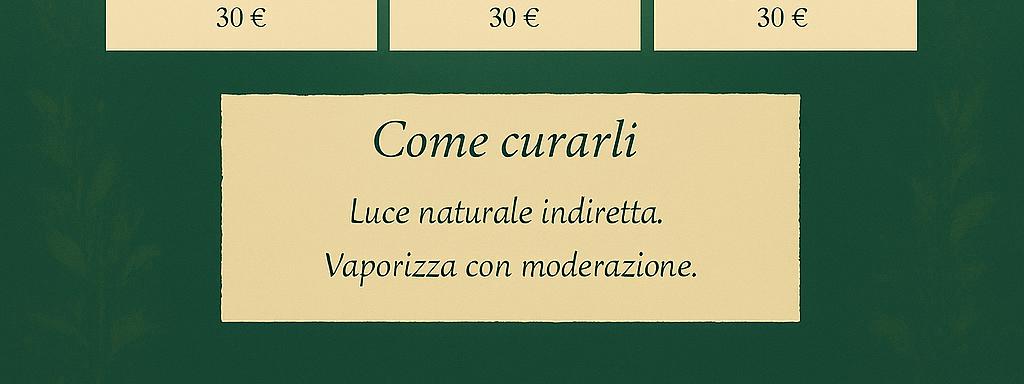 30 € 30 € 30 €
Come curarli
Luce naturale indiretta.
Vaporizza con moderazione.